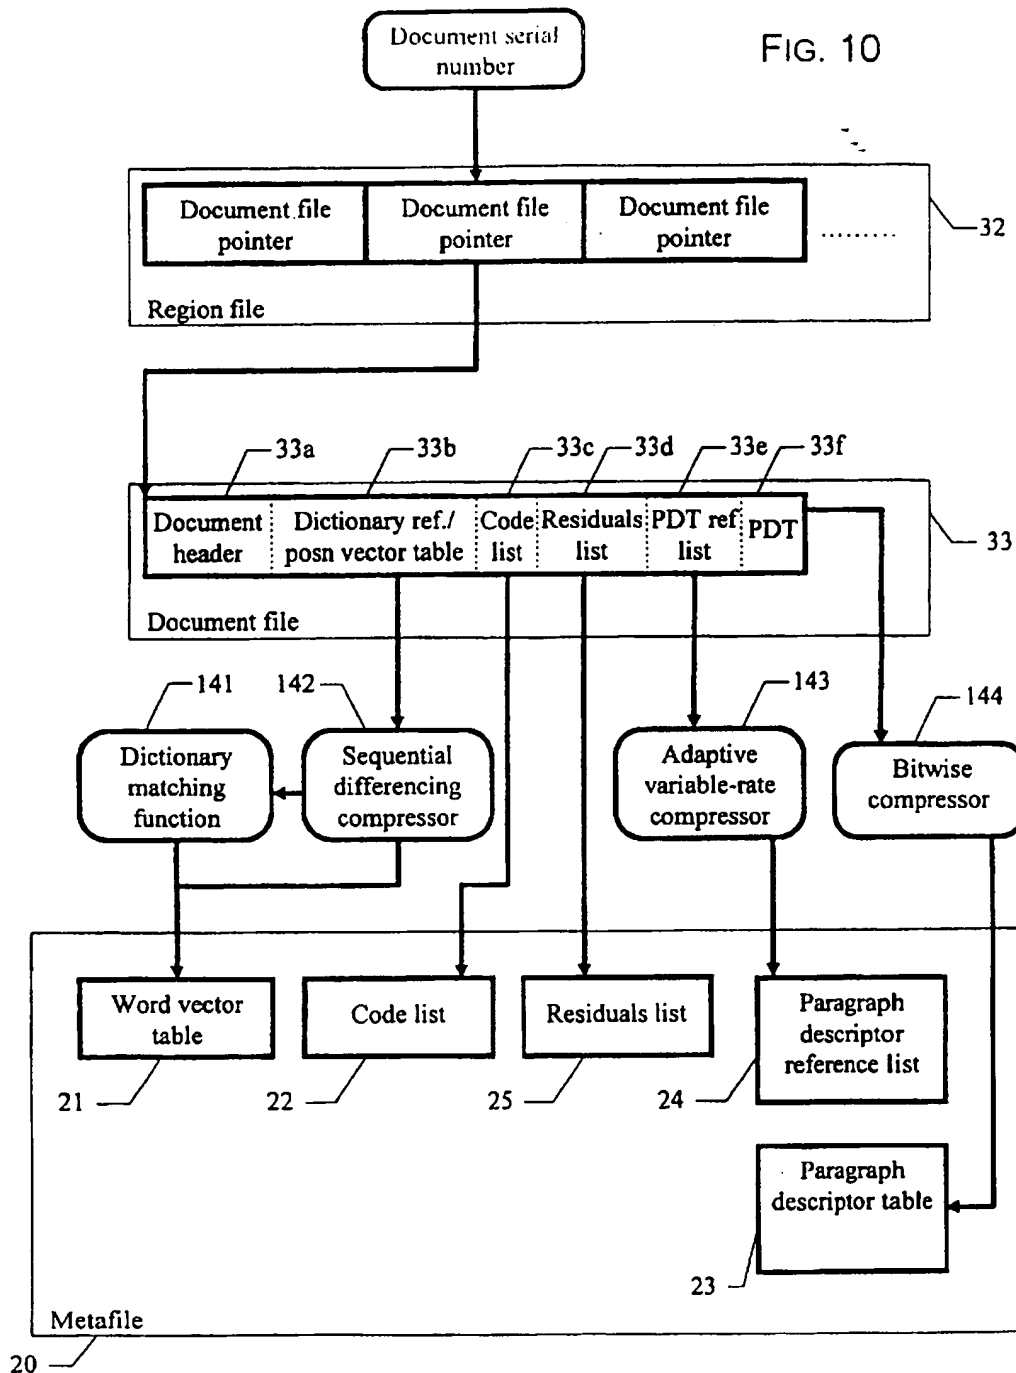 Document serial
number
FIG. 10
Document file
pointer
Document file
pointer
Document file
pointer
.........
32
Region file
33a
33b
33c
33d
33e
33f
Document
header
Dictionary ref./
posn vector table
Code
list
Residuals
list
PDT ref
list
PDT
33
Document file
141
142
143
144
Dictionary
matching
function
Sequential
differencing
compressor
Adaptive
variable-rate
compressor
Bitwise
compressor
Word vector
table
Code list
Residuals list
Paragraph
descriptor
reference list
21
22
25
24
Paragraph
descriptor table
23
Metafile
20